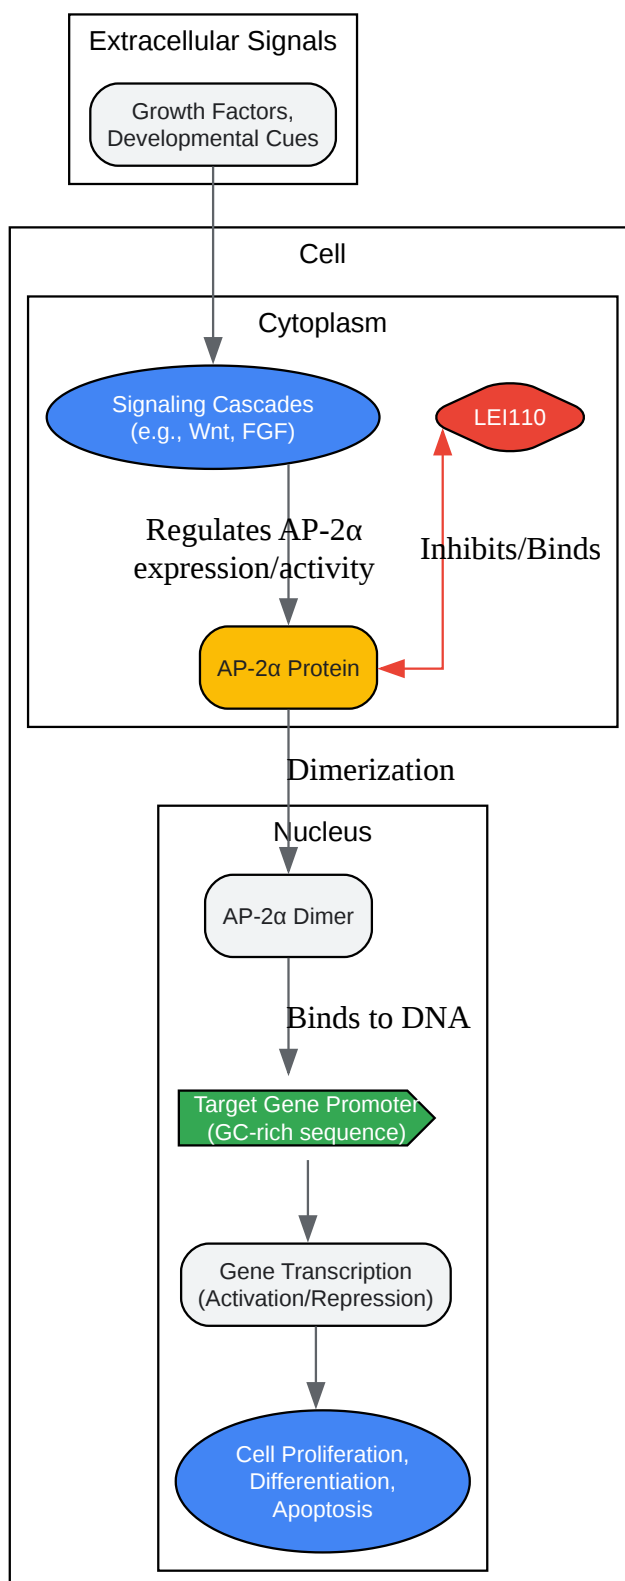 Extracellular Signals
Growth Factors,
Developmental Cues
Cell
Cytoplasm
Signaling Cascades
(e.g., Wnt, FGF)
LEI110
Regulates AP-2α
expression/activity
Inhibits/Binds
AP-2α Protein
Dimerization
Nucleus
AP-2α Dimer
Binds to DNA
Target Gene Promoter
(GC-rich sequence)
Gene Transcription
(Activation/Repression)
Cell Proliferation,
Differentiation,
Apoptosis